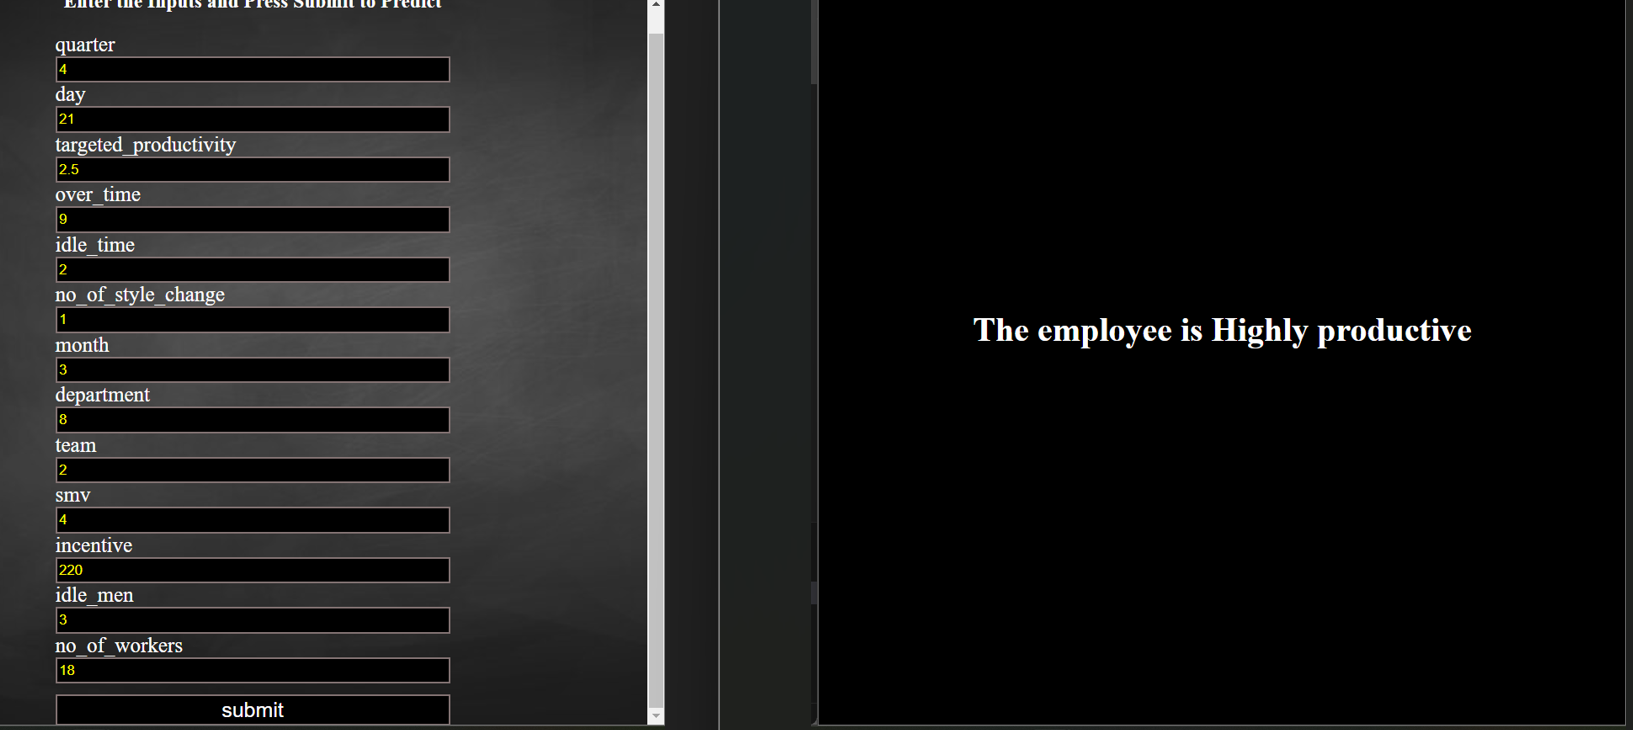 Enter the Inputs and Press Submit to Predict
quarter
4
day
21
targeted_productivity
2.5
over_time
9
idle_time
2
no_of_style_change
1
month
3
department
8
team
2
smv
4
incentive
220
idle_men
3
no_of_workers
18
submit
The employee is Highly productive